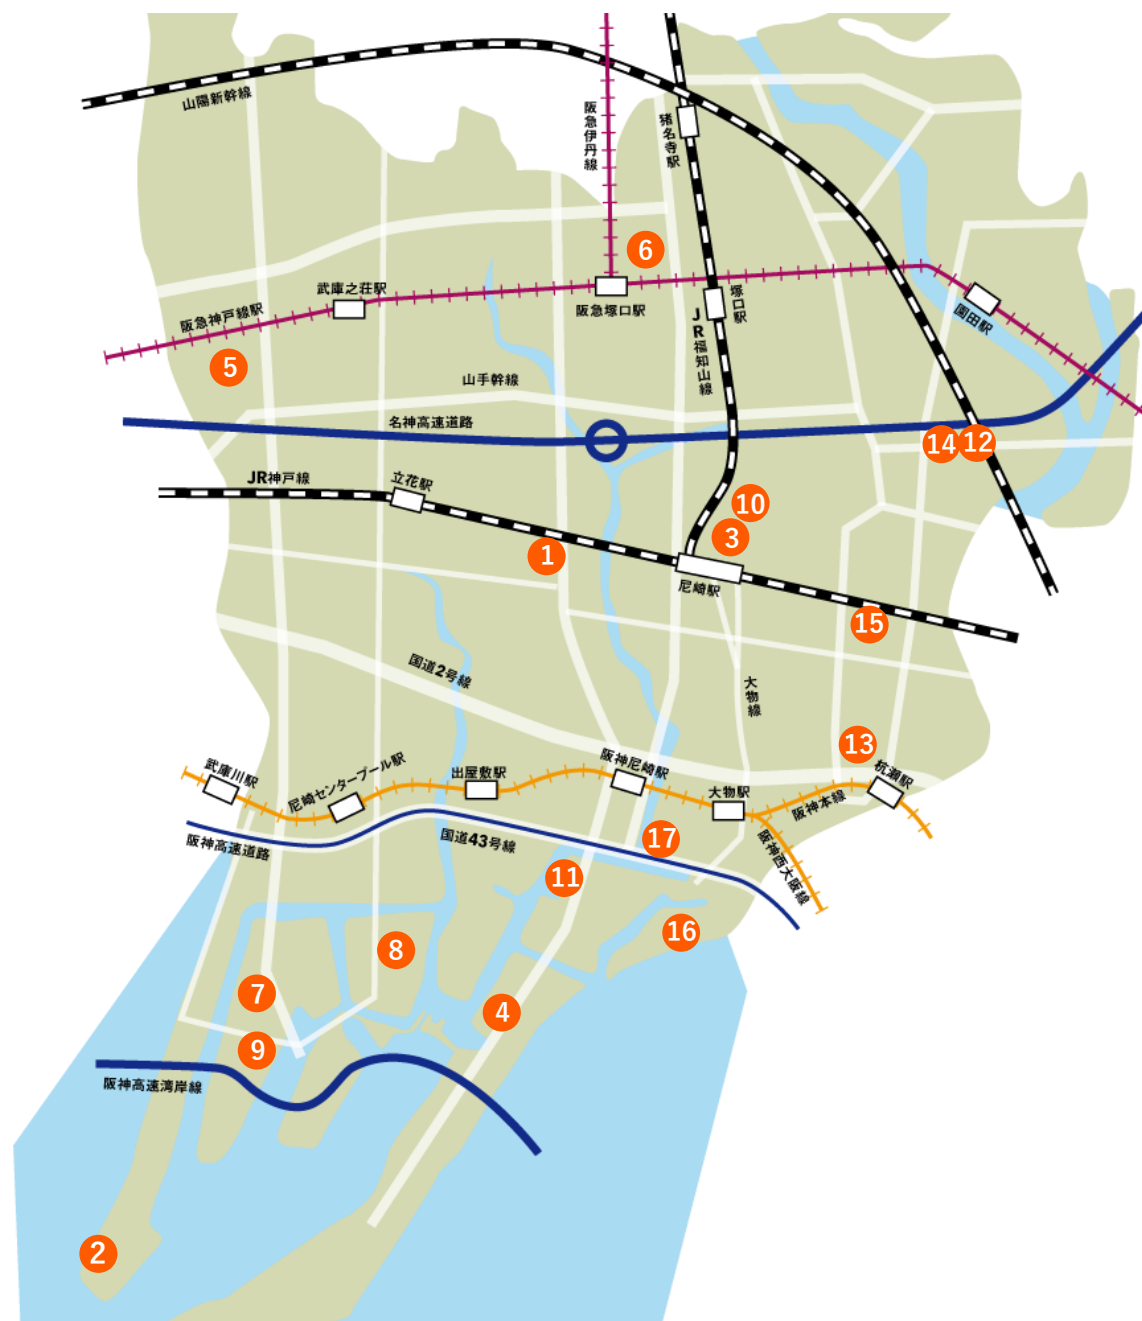 山陽新幹線
阪急伊丹線
猪名寺駅
6
武庫之荘駅
阪急塚口駅
塚口駅
園田駅
阪急神戸線駅
JR福知山線
5
山手幹線
名神高速道路
14
12
JR神戸線
立花駅
10
3
1
尼崎駅
15
国道2号線
大物線
13
武庫川駅
尼崎センタープール駅
出屋敷駅
阪神尼崎駅
大物駅
杭瀬駅
阪神本線
阪神高速道路
国道43号線
17
阪神西大阪線
11
16
8
7
4
9
阪神高速湾岸線
2